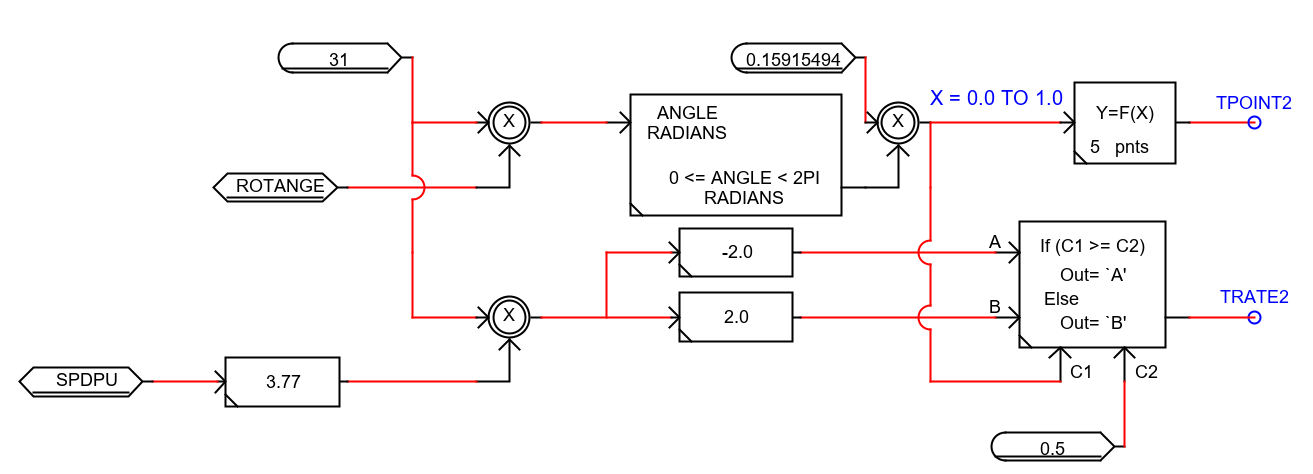 31
0.15915494
X = 0.0 TO 1.0
X
ANGLE
RADIANS
0 <= ANGLE < 2PI
RADIANS
X
Y=F(X)
5 pnts
TPOINT2
ROTANGE
-2.0
A
If (C1 >= C2)
Out= `A'
Else
Out= `B'
X
2.0
B
TRATE2
SPDPU
3.77
C1
C2
0.5